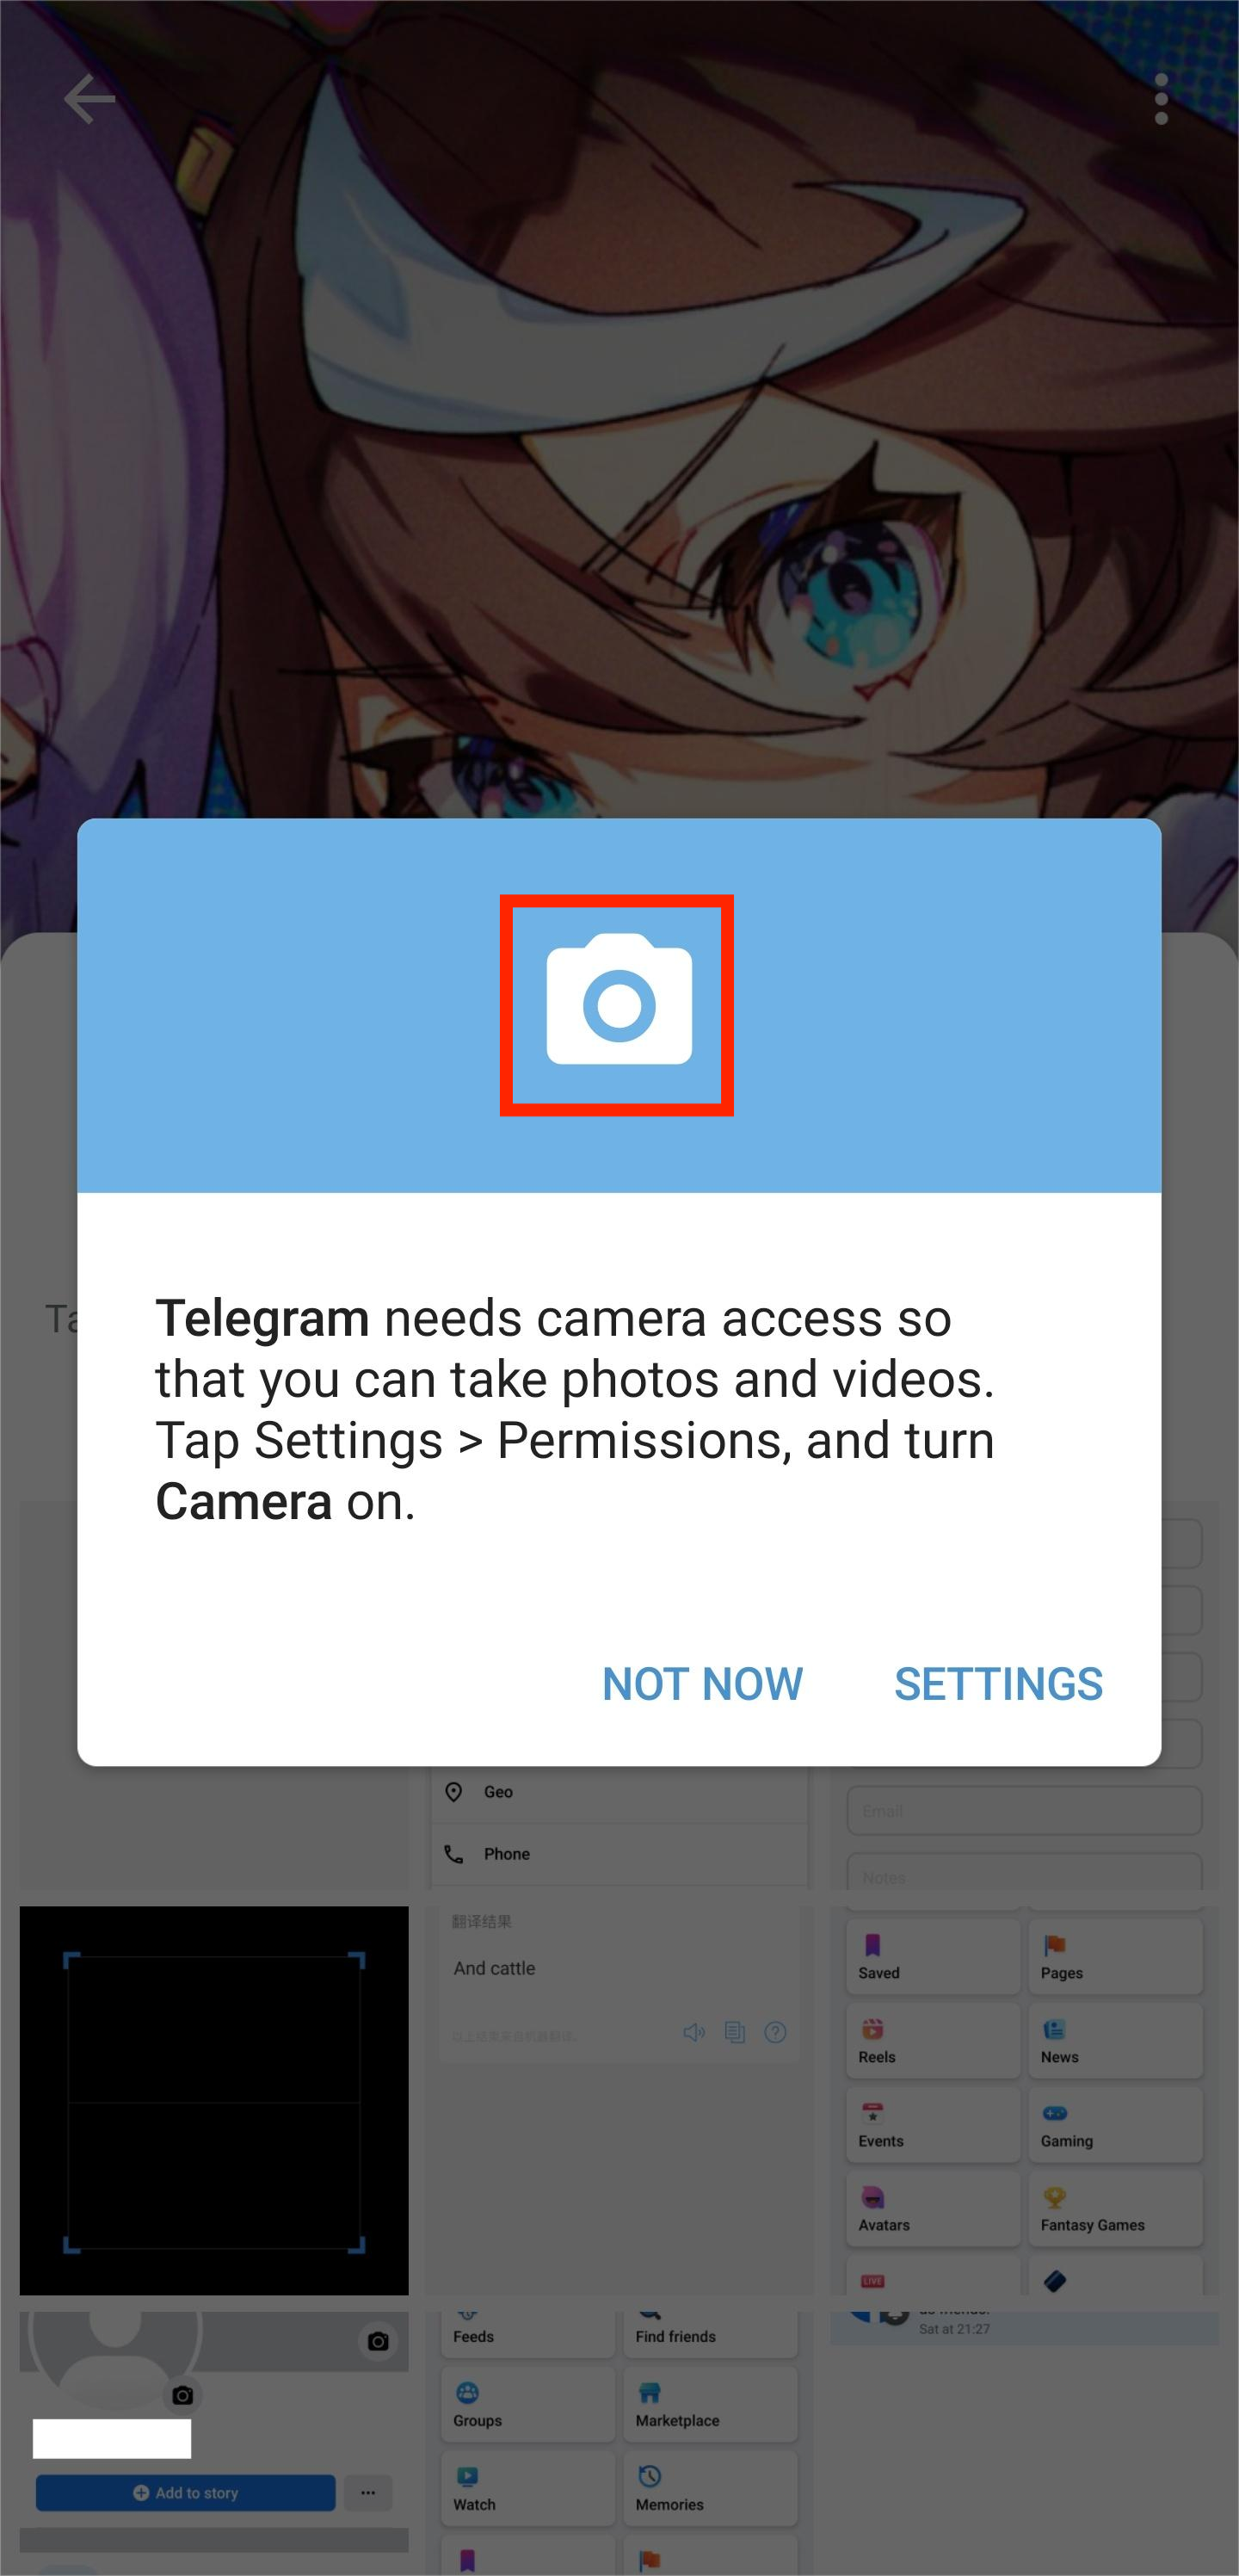 Telegram needs camera access so
that you can take photos and videos.
Tap Settings > Permissions, and turn
Camera on.
NOT NOW SETTINGS
Geo
Phone
Email
Notes
翻译结果
And cattle
Saved Pages
Reels News
Events Gaming
Avatars Fantasy Games
LIVE
Sat at 21:27
Feeds Find friends
Groups Marketplace
Add to story
Watch Memories